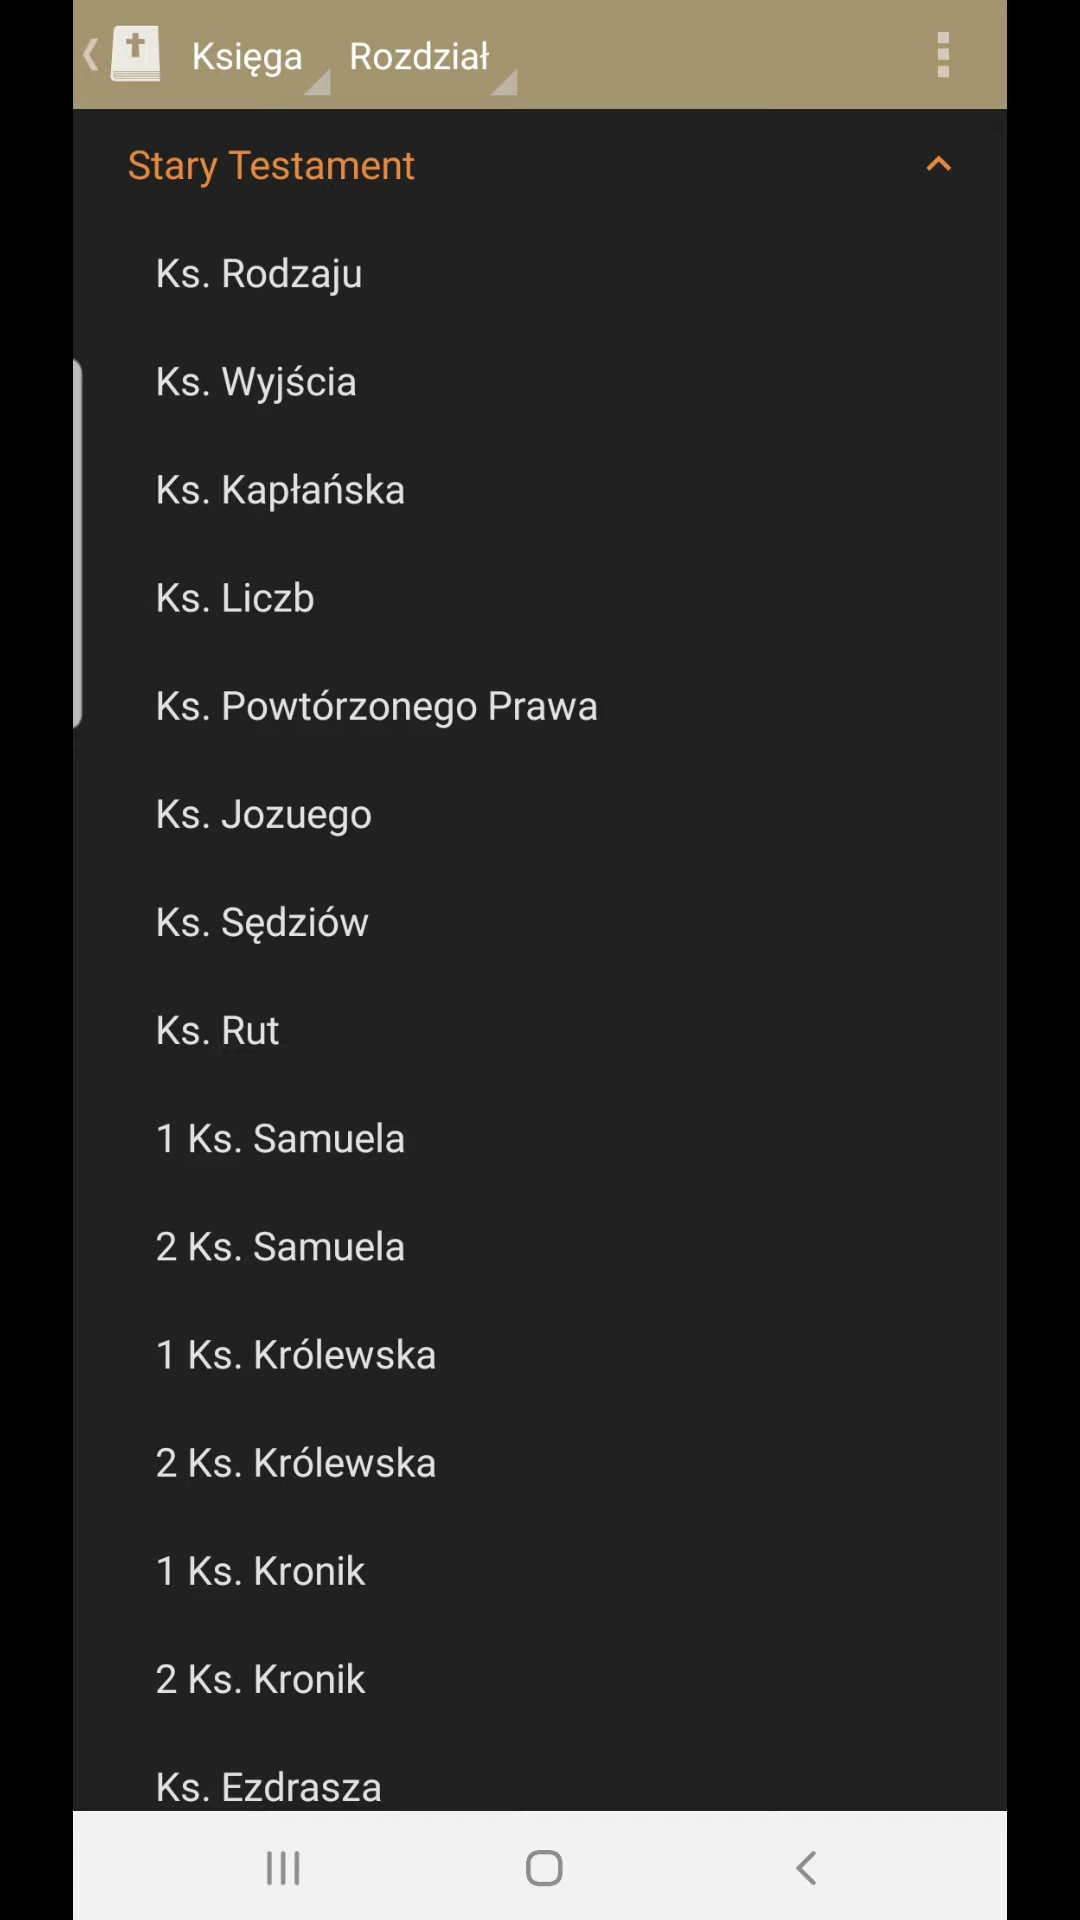 Księga Rozdział
Stary Testament
Ks. Rodzaju
Ks. Wyjścia
Ks. Kapłańska
Ks. Liczb
Ks. Powtórzonego Prawa
Ks. Jozuego
Ks. Sędziów
Ks. Rut
1 Ks. Samuela
2 Ks. Samuela
1 Ks. Królewska
2 Ks. Królewska
1 Ks. Kronik
2 Ks. Kronik
Ks. Ezdrasza